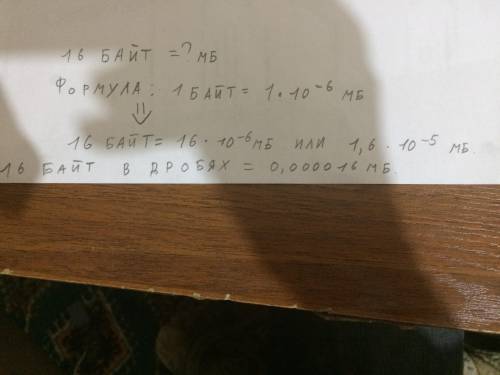 16 БАЙТ = ? МБ
ФОРМУЛА: 1 БАЙТ = 1 • 10⁻⁶ МБ
⇓
16 БАЙТ = 16 • 10⁻⁶ МБ ИЛИ 1,6 • 10⁻⁵ МБ.
16 БАЙТ В ДРОБЯХ = 0,000016 МБ.